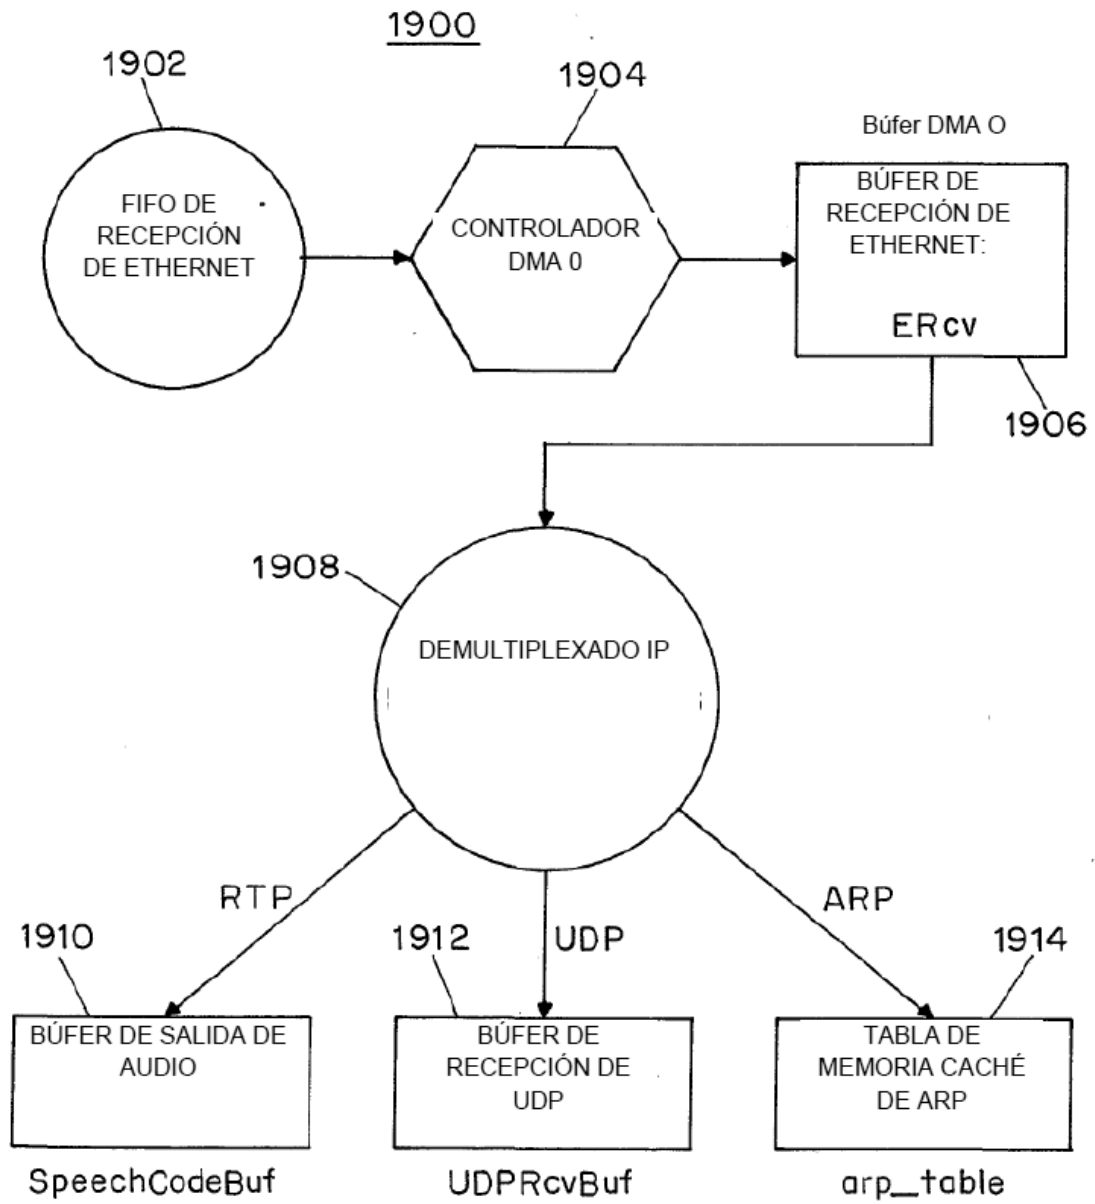 1900
1902
1904
Búfer DMA O
FIFO DE
RECEPCIÓN
DE ETHERNET
CONTROLADOR
DMA 0
BÚFER DE
RECEPCIÓN DE
ETHERNET:
ERcv
1906
1908
DEMULTIPLEXADO IP
RTP
UDP
ARP
1910
1912
1914
BÚFER DE SALIDA DE
AUDIO
BÚFER DE
RECEPCIÓN DE
UDP
TABLA DE
MEMORIA CACHÉ
DE ARP
SpeechCodeBuf
UDPRcvBuf
arp_table